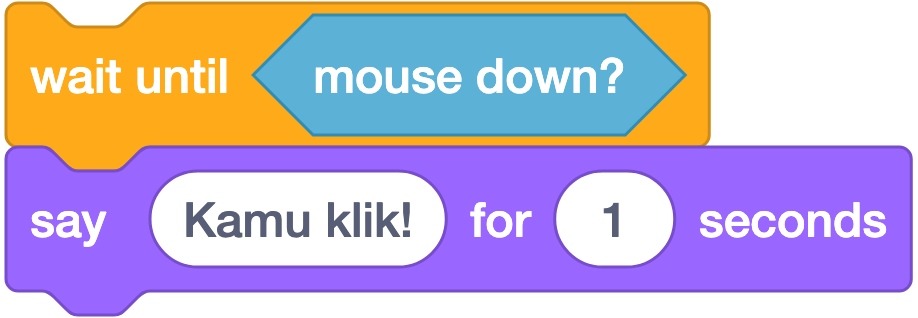 wait until mouse down?
say Kamu klik! for 1 seconds